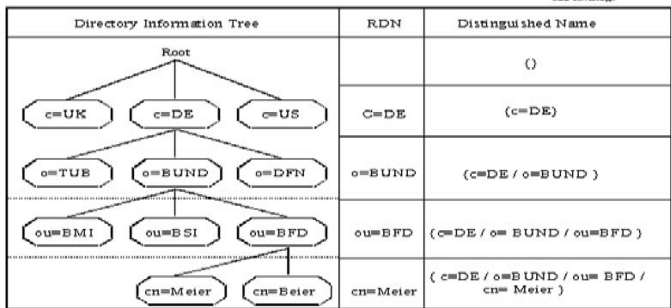 Directory Information Tree RDN Distinguished Name
Root
()
c=UK c=DE c=US C=DE (c=DE)
o=TUB o=BUND o=DFN o=BUND (c=DE / o=BUND )
ou=BMI ou=BSI ou=BFD ou=BFD (c=DE / o= BUND / ou=BFD )
cn=Meier cn=Beier cn=Meier ( c=DE / o=BUND / ou= BFD /
cn= Meier )